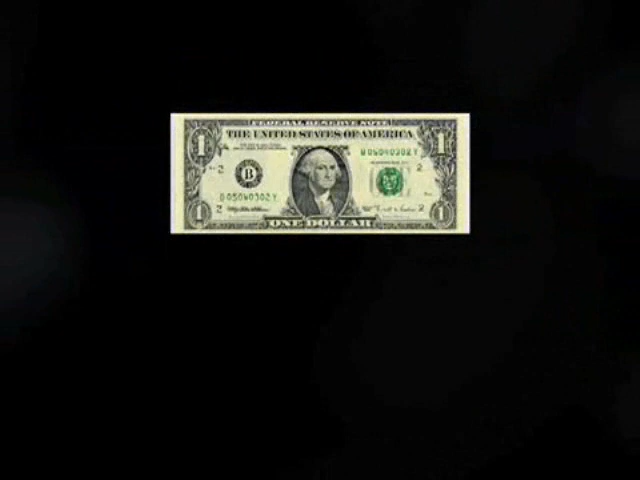 FEDERAL RESERVE NOTE
THE UNITED STATES OF AMERICA
1
1
B 05040302 Y
2
2
B
B 05040302 Y
2
2
1
1
ONE DOLLAR